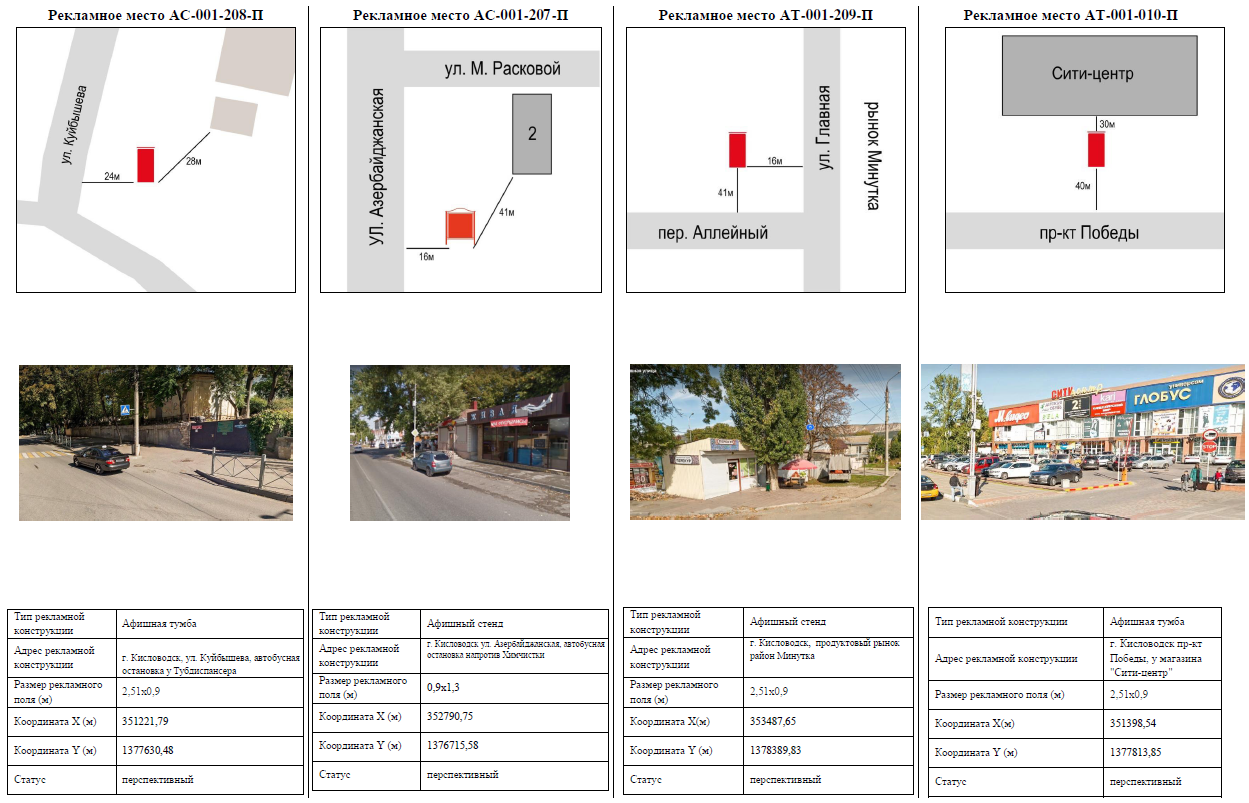 Рекламное место АС-001-208-П
ул. Куйбышева
24м
28м
Тип рекламной
конструкции
Афишная тумба
Адрес рекламной
конструкции
г. Кисловодск, ул. Куйбышева, автобусная
остановка у Тубдиспансера
Размер рекламного
поля (м)
2,51х0,9
Координата X (м)
351221,79
Координата Y (м)
1377630,48
Статус
перспективный
Рекламное место АС-001-207-П
ул. М. Расковой
УЛ. Азербайджанская
2
41м
16м
Тип рекламной
конструкции
Афишный стенд
Адрес рекламной
конструкции
г. Кисловодск ул. Азербайджанская, автобусная
остановка напротив Химчистки
Размер рекламного
поля (м)
0,9х1,3
Координата X (м)
352790,75
Координата Y (м)
1376715,58
Статус
перспективный
Рекламное место АТ-001-209-П
ул. Главная
рынок Минутка
16м
41м
пер. Аллейный
Тип рекламной
конструкции
Афишный стенд
Адрес рекламной
конструкции
г. Кисловодск, продуктовый рынок
район Минутка
Размер рекламного
поля (м)
2,51х0,9
Координата X(м)
353487,65
Координата Y (м)
1378389,83
Статус
перспективный
Рекламное место АТ-001-010-П
Сити-центр
30м
40м
пр-кт Победы
СИТИ центр
М.видео
Kari
универсам
ГЛОБУС
STOP
Тип рекламной конструкции
Афишная тумба
Адрес рекламной конструкции
г. Кисловодск пр-кт
Победы, у магазина
"Сити-центр"
Размер рекламного поля (м)
2,51х0,9
Координата X(м)
351398,54
Координата Y (м)
1377813,85
Статус
перспективный